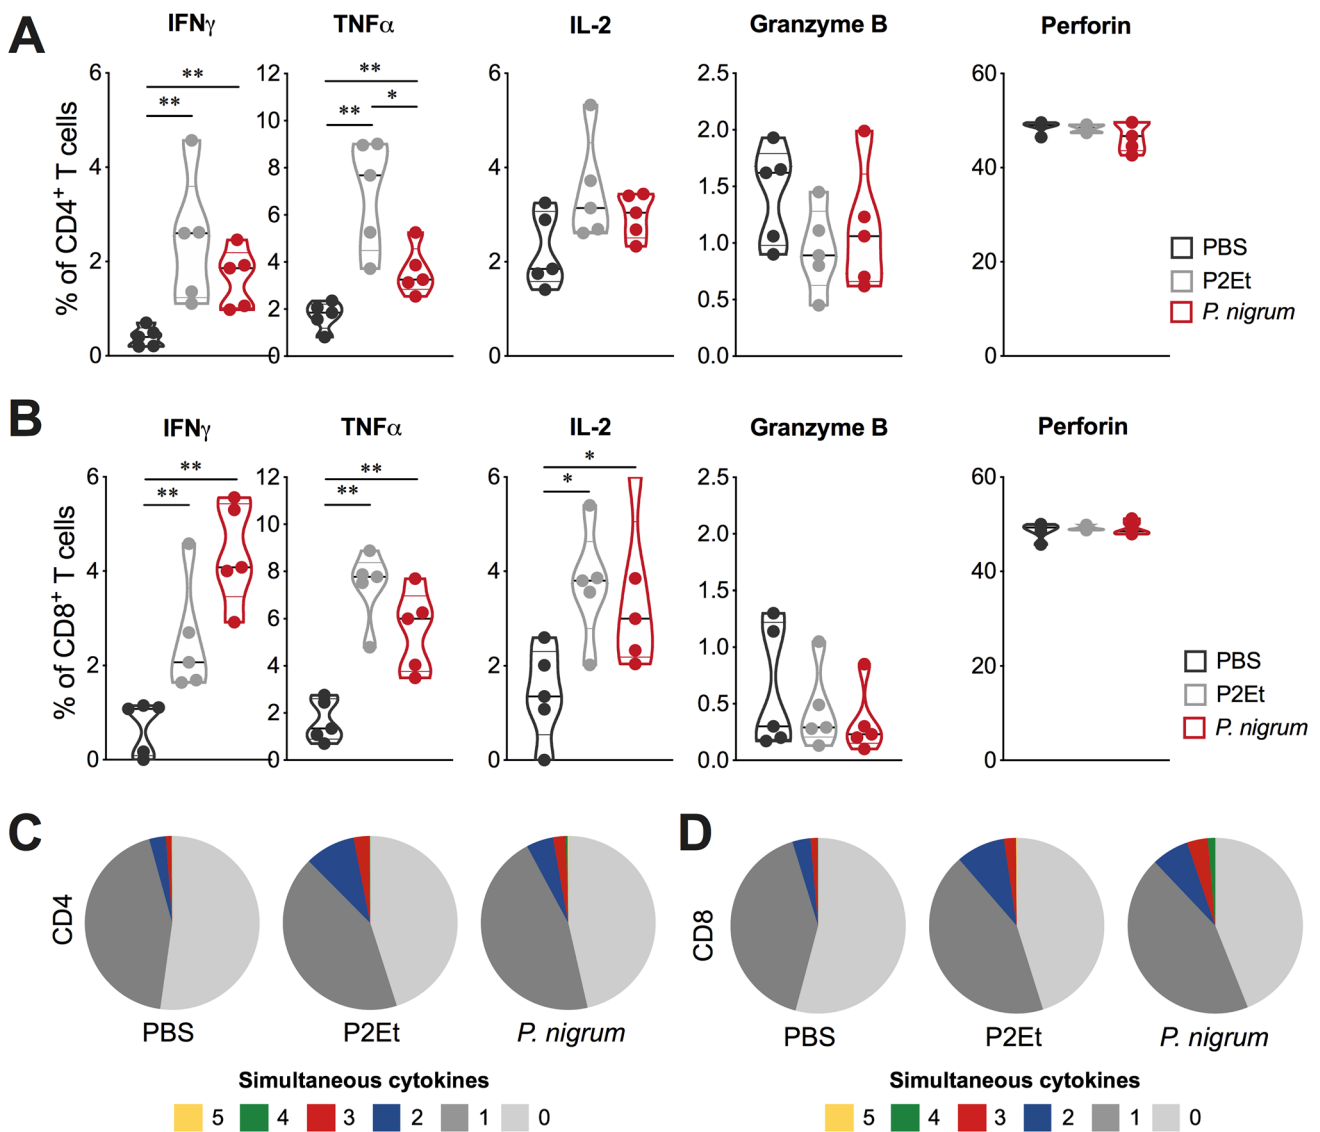 A
IFNγ TNFα IL-2 Granzyme B Perforin
% of CD4+ T cells
6 4 2 0
12 10 8 6 4 2 0
6 4 2 0
2.5 2.0 1.5 1.0 0.5 0.0
60 40 20 0
** **
** ** *
PBS
P2Et
P. nigrum
B
IFNγ TNFα IL-2 Granzyme B Perforin
% of CD8+ T cells
6 4 2 0
12 10 8 6 4 2 0
6 4 2 0
2.5 2.0 1.5 1.0 0.5 0.0
60 40 20 0
** **
** **
* *
PBS
P2Et
P. nigrum
C
CD4
PBS P2Et P. nigrum
Simultaneous cytokines
5 4 3 2 1 0
D
CD8
PBS P2Et P. nigrum
Simultaneous cytokines
5 4 3 2 1 0